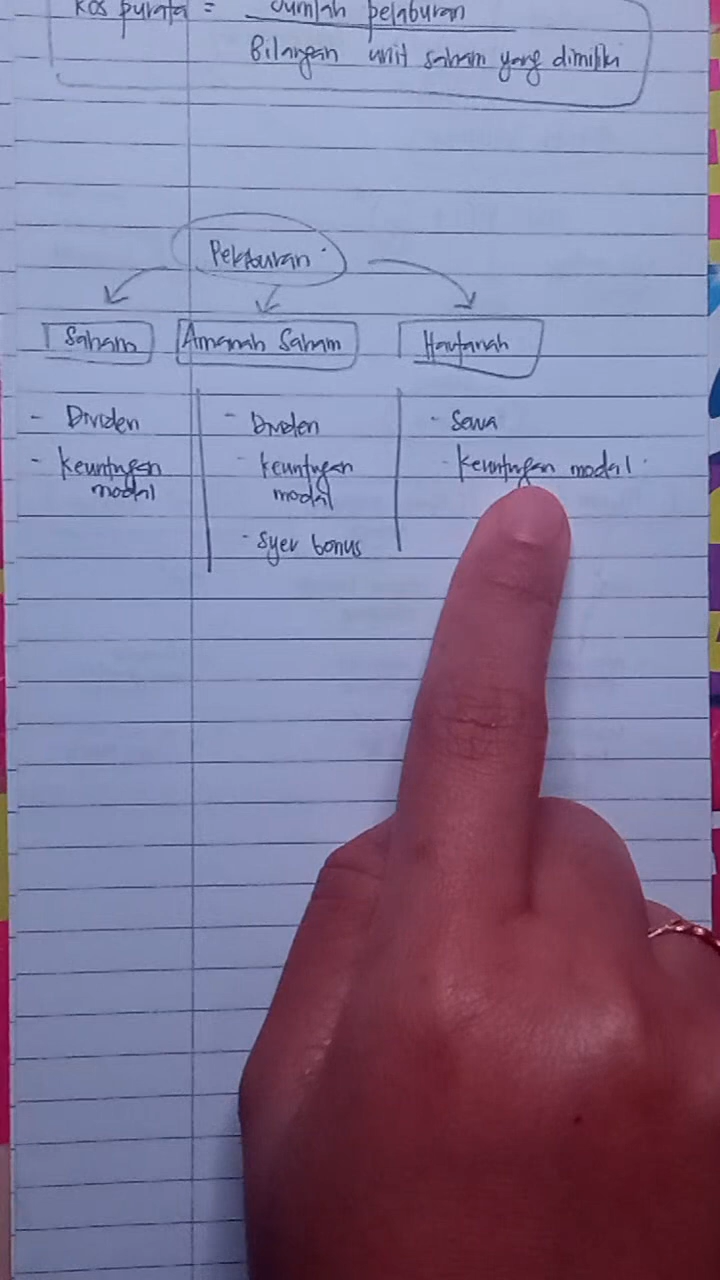 Kos purata = Jumlah pelaburan
Bilangan unit saham yang dimiliki
Pelaburan
Saham
Amanah Saham
Hartanah
- Dividen
- Keuntungan
modal
- Dividen
- Keuntungan
modal
- Syer bonus
- Sewa
- Keuntungan modal